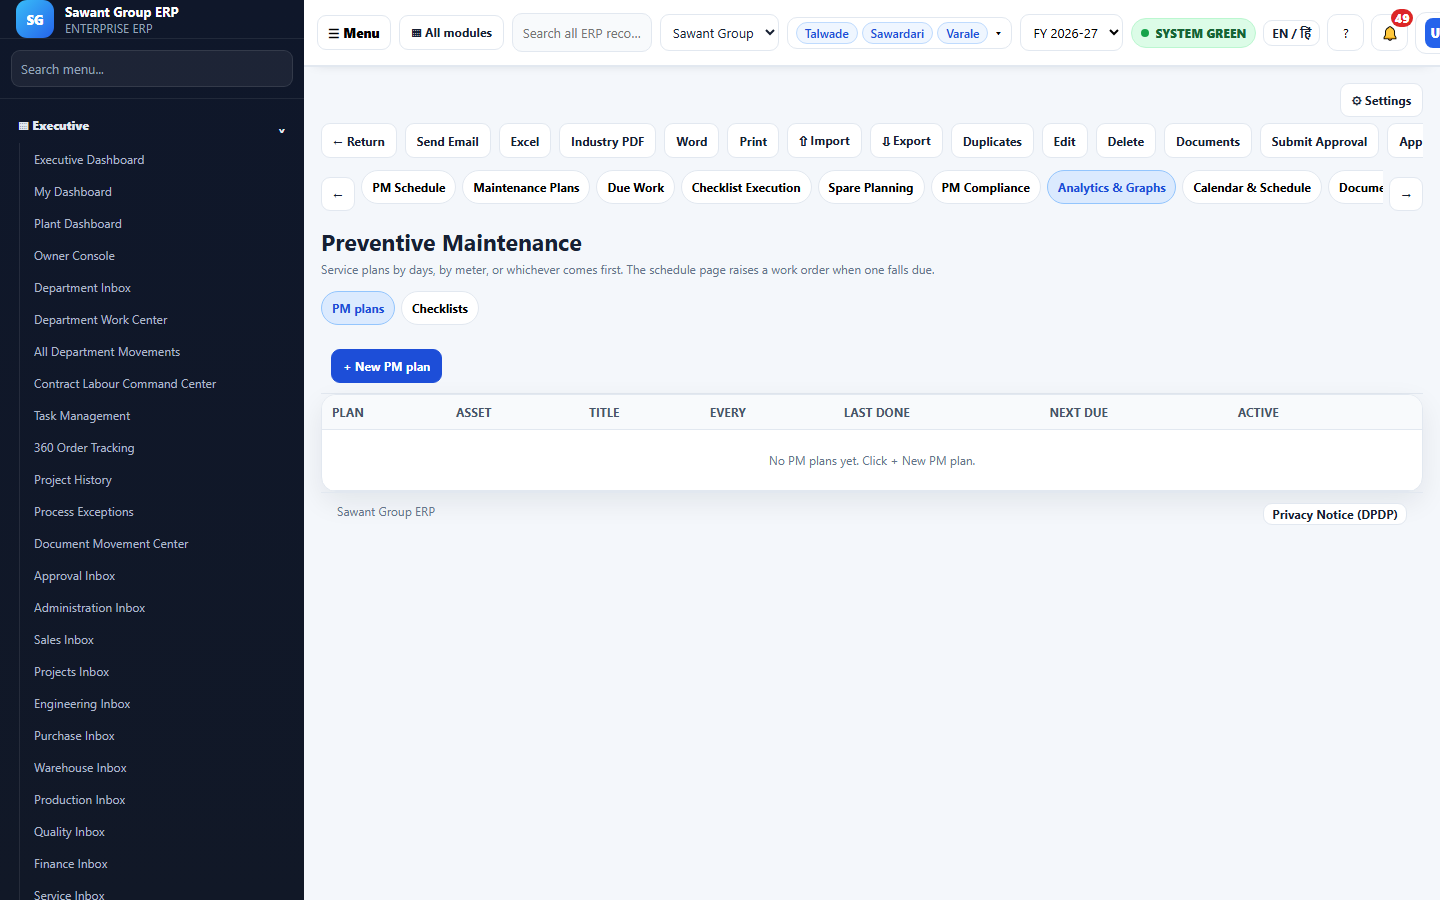 SG
Sawant Group ERP
ENTERPRISE ERP
Search menu...
Executive
Executive Dashboard
My Dashboard
Plant Dashboard
Owner Console
Department Inbox
Department Work Center
All Department Movements
Contract Labour Command Center
Task Management
360 Order Tracking
Project History
Process Exceptions
Document Movement Center
Approval Inbox
Administration Inbox
Sales Inbox
Projects Inbox
Engineering Inbox
Purchase Inbox
Warehouse Inbox
Production Inbox
Quality Inbox
Finance Inbox
Service Inbox
☰ Menu
All modules
Search all ERP reco...
Sawant Group
Talwade
Sawardari
Varale
FY 2026-27
SYSTEM GREEN
EN / हिं
?
49
U
⚙ Settings
← Return
Send Email
Excel
Industry PDF
Word
Print
⇧ Import
⇩ Export
Duplicates
Edit
Delete
Documents
Submit Approval
App
←
PM Schedule
Maintenance Plans
Due Work
Checklist Execution
Spare Planning
PM Compliance
Analytics & Graphs
Calendar & Schedule
Docume
→
Preventive Maintenance
Service plans by days, by meter, or whichever comes first. The schedule page raises a work order when one falls due.
PM plans
Checklists
+ New PM plan
PLAN ASSET TITLE EVERY LAST DONE NEXT DUE ACTIVE
No PM plans yet. Click + New PM plan.
Sawant Group ERP
Privacy Notice (DPDP)